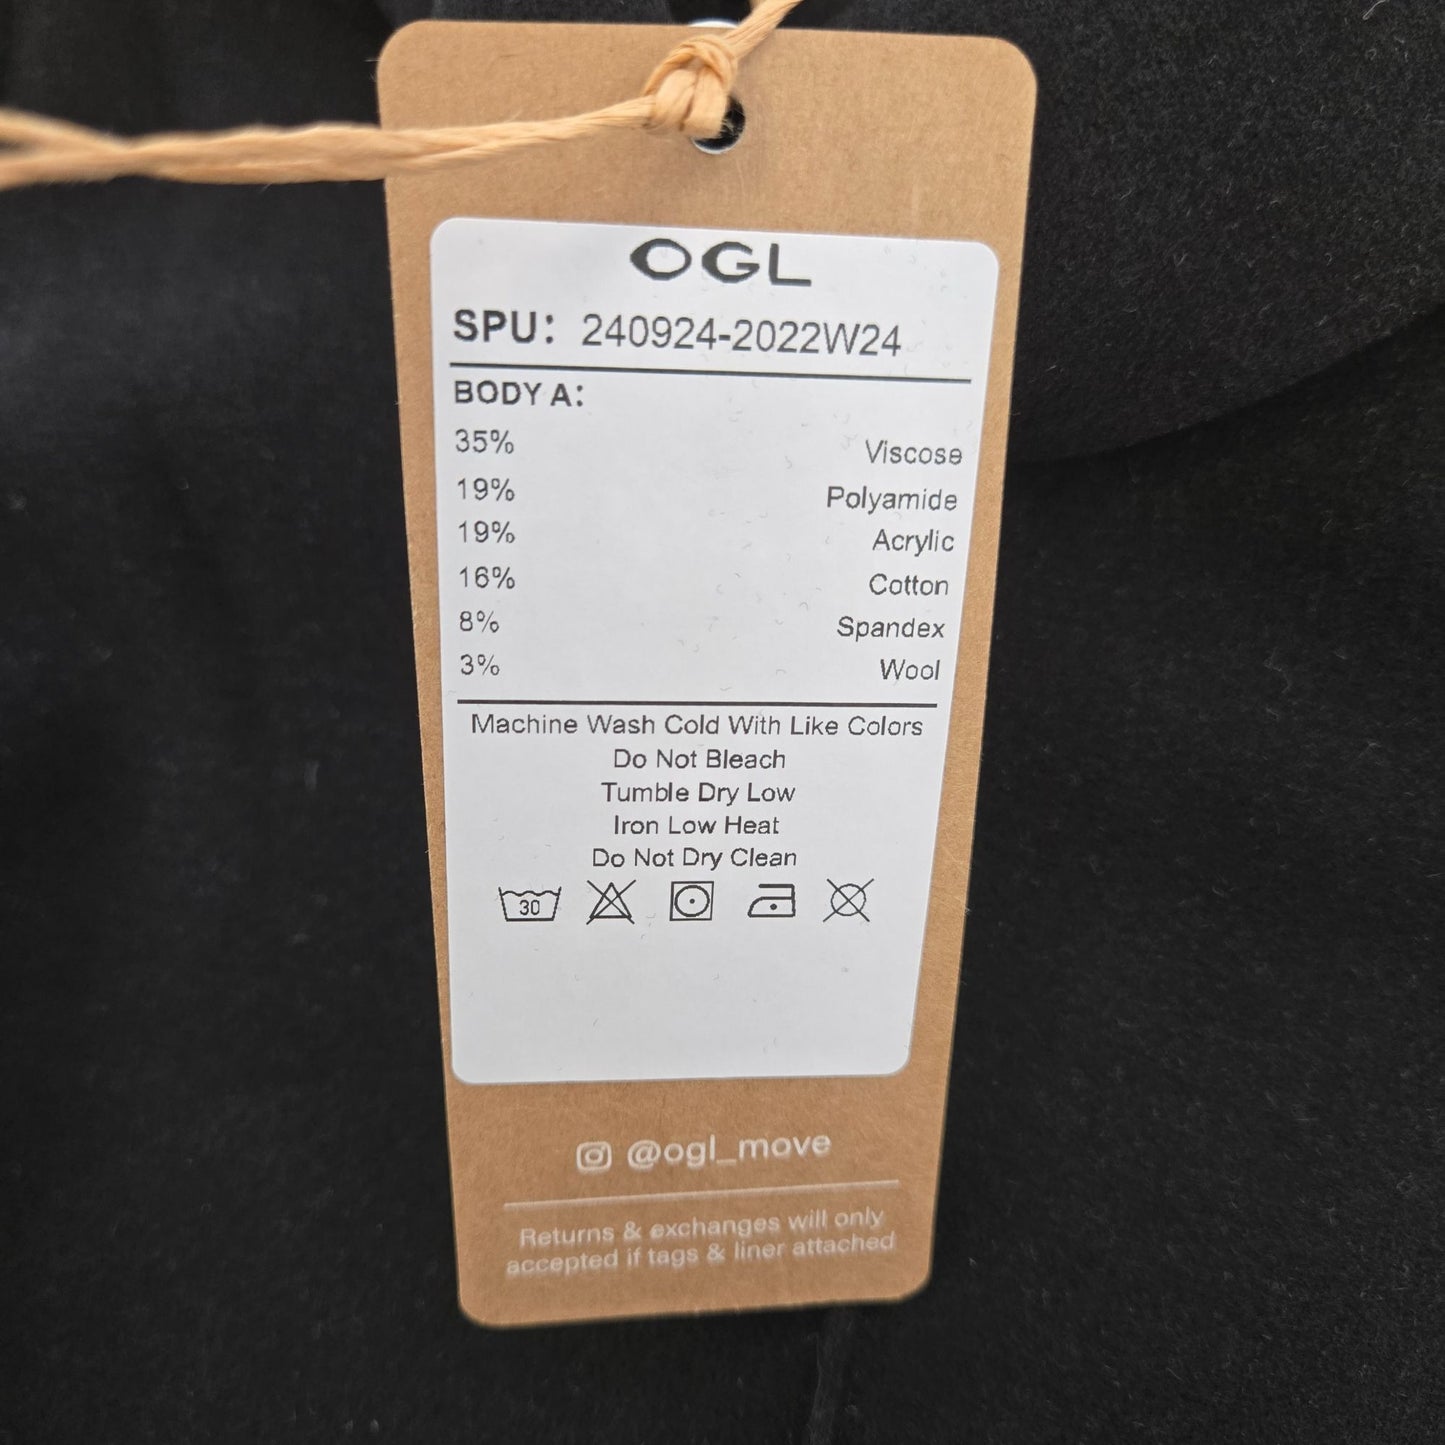 OGL
SPU: 240924-2022W24
BODY A:
35% Viscose
19% Polyamide
19% Acrylic
16% Cotton
8% Spandex
3% Wool
Machine Wash Cold With Like Colors
Do Not Bleach
Tumble Dry Low
Iron Low Heat
Do Not Dry Clean
30
@ogl_move
Returns & exchanges will only
accepted if tags & liner attached